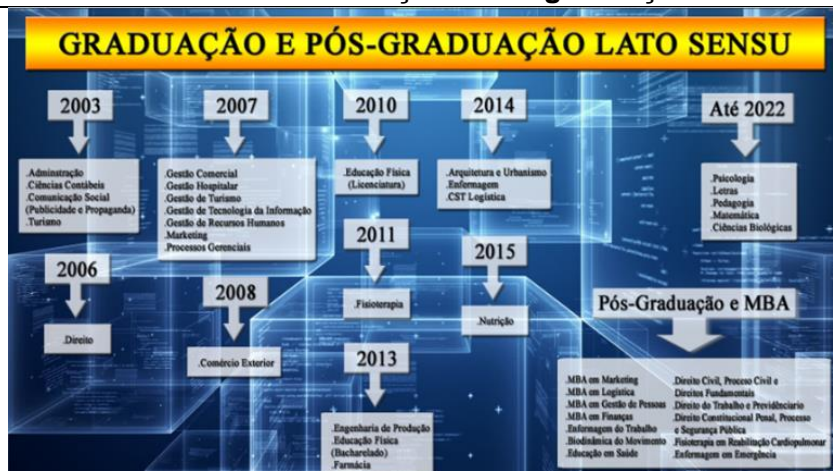 GRADUAÇÃO E PÓS-GRADUAÇÃO LATO SENSU
2003
.Adminstração
.Ciências Contábeis
.Comunicação Social
(Publicidade e Propaganda)
.Turismo
2006
.Direito
2007
.Gestão Comercial
.Gestão Hospitalar
.Gestão de Turismo
.Gestão de Tecnologia da Informação
.Gestão de Recursos Humanos
.Marketing
.Processos Gerenciais
2008
.Comércio Exterior
2010
.Educação Física
(Licenciatura)
2011
.Fisioterapia
2013
.Engenharia de Produção
.Educação Física
(Bacharelado)
.Farmácia
2014
.Arquitetura e Urbanismo
.Enfermagem
.CST Logística
2015
.Nutrição
Até 2022
.Psicologia
.Letras
.Pedagogia
.Matemática
.Ciências Biológicas
Pós-Graduação e MBA
.MBA em Marketing
.MBA em Logística
.MBA em Gestão de Pessoas
.MBA em Finanças
.Enfermagem do Trabalho
.Biodinâmica do Movimento
.Educação em Saúde
.Direito Civil, Proceso Civil e
Direitos Fundamentais
.Direito do Trabalho e Previdênciario
.Direito Constitucional Penal, Processo
e Segurança Pública
.Fisioterapia em Reabilitação Cardiopulmonar
.Enfermagem em Emergência